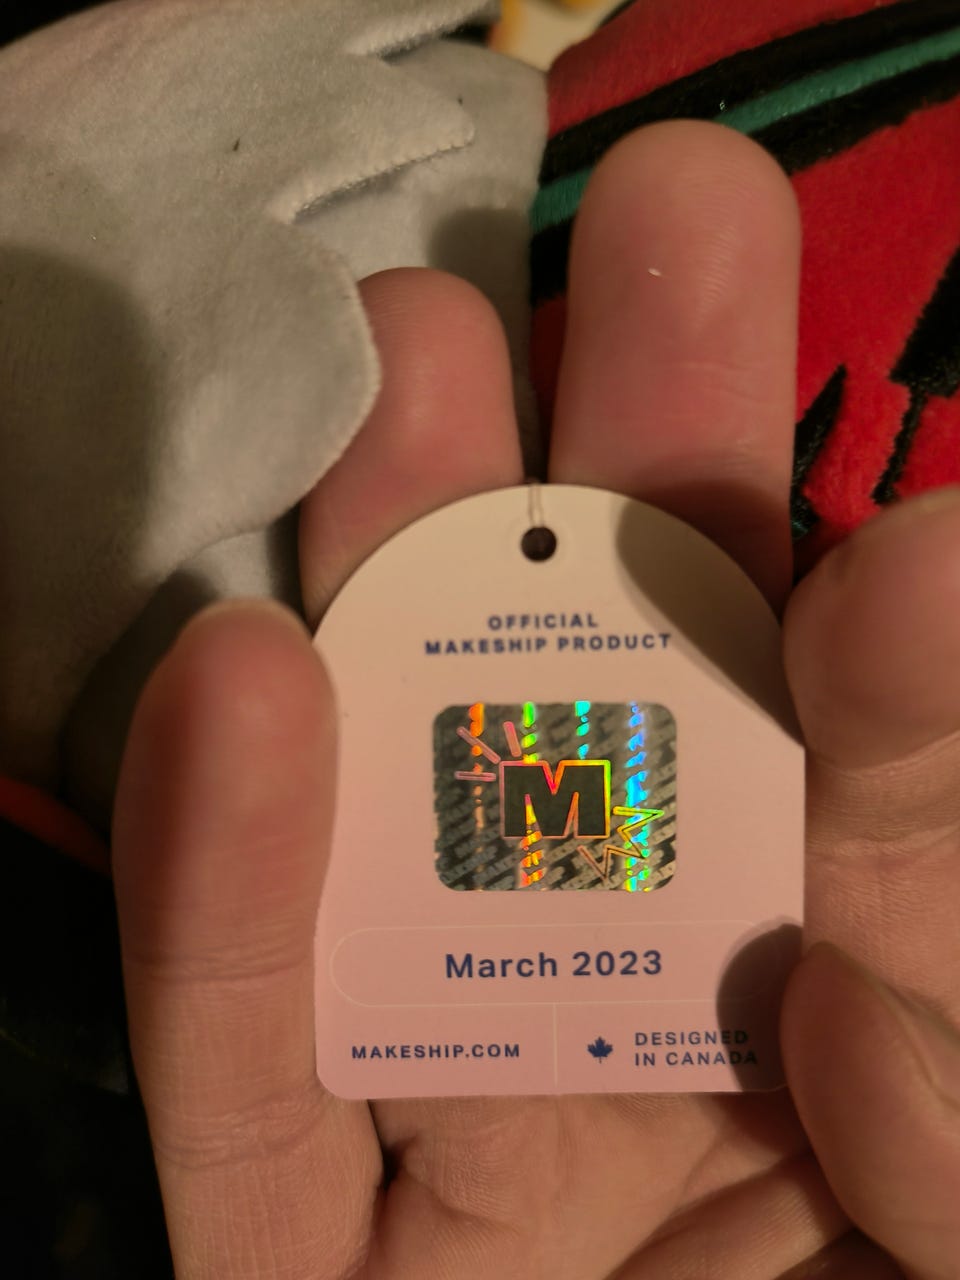 OFFICIAL
MAKESHIP PRODUCT
M
March 2023
MAKESHIP.COM
DESIGNED
IN CANADA